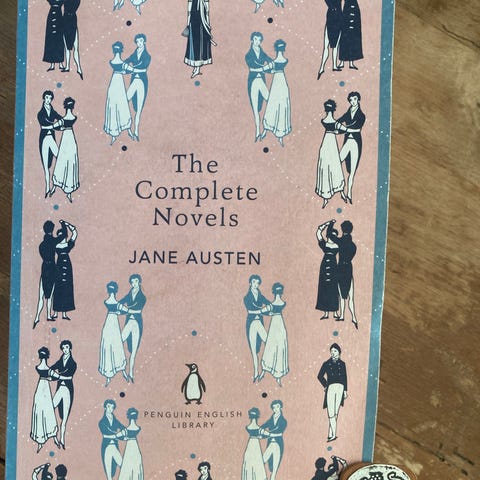 The
Complete
Novels
JANE AUSTEN
PENGUIN ENGLISH
LIBRARY